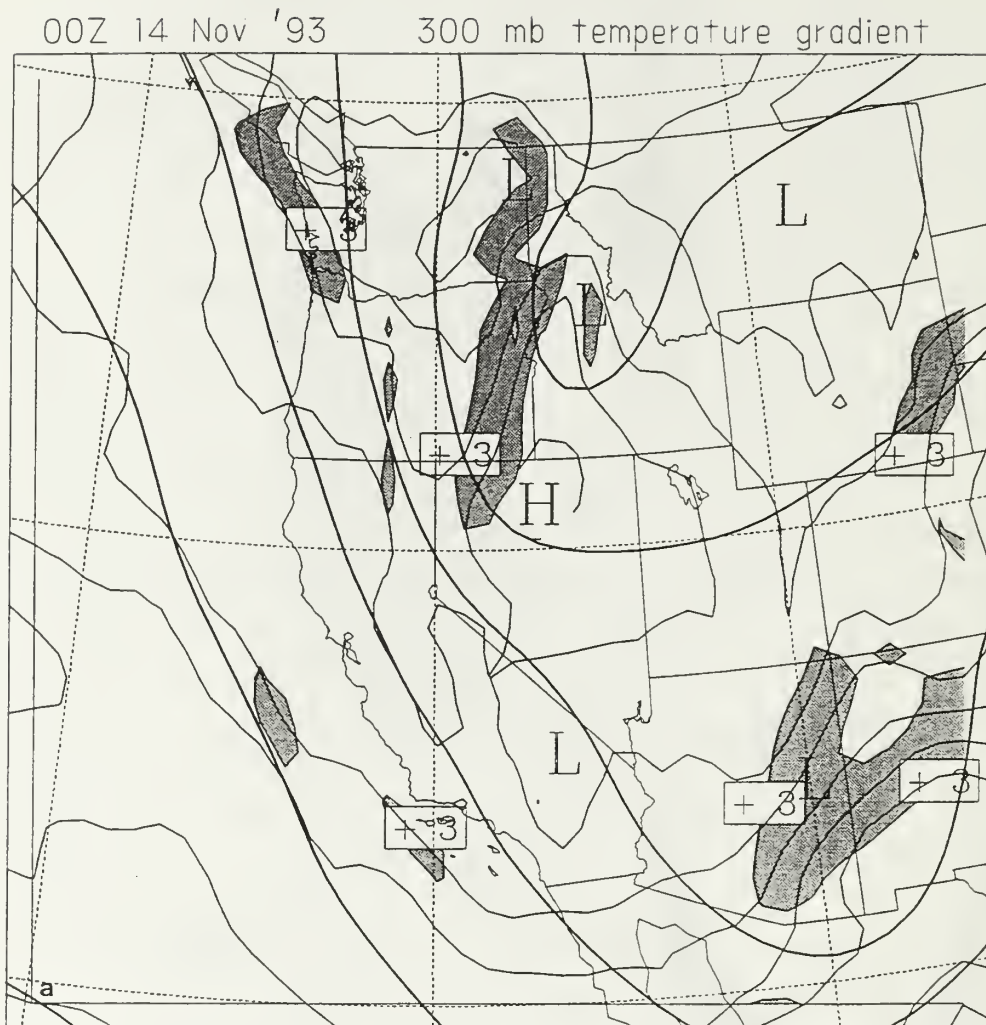 00Z 14 Nov '93 300 mb temperature gradient
L
L
+ 3
L
+ 3
+ 3
H
L
L
+ 3
+ 3
+ 3
a